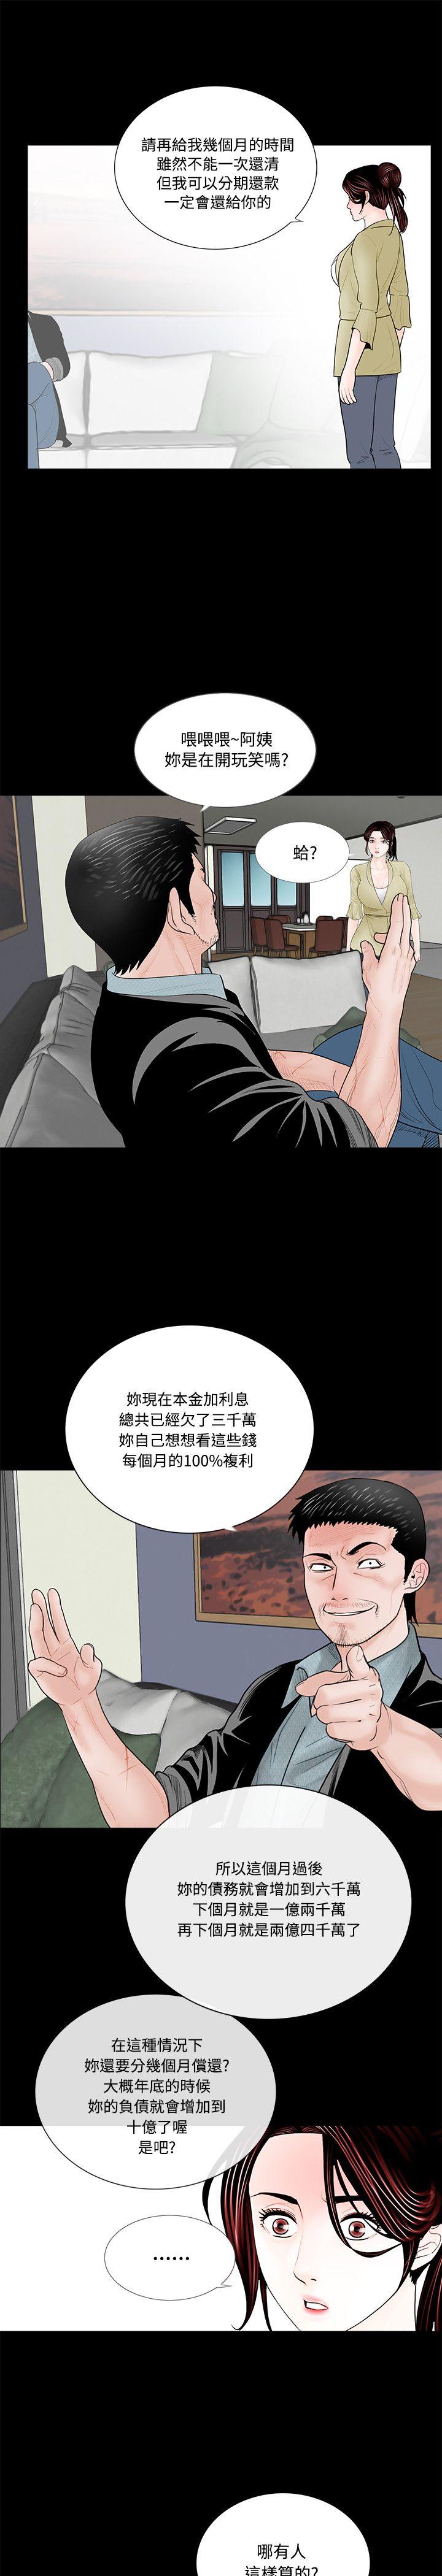 請再給我幾個月的時間
雖然不能一次還清
但我可以分期還款
一定會還給你的
喂喂喂~阿姨
妳是在開玩笑嗎?
蛤?
妳現在本金加利息
總共已經欠了三千萬
妳自己想想看這些錢
每個月的100%複利
所以這個月過後
妳的債務就會增加到六千萬
下個月就是一億兩千萬
再下個月就是兩億四千萬了
在這種情況下
妳還要分幾個月償還?
大概年底的時候
妳的負債就會增加到
十億了喔
是吧?
……
哪有人
這樣算的?